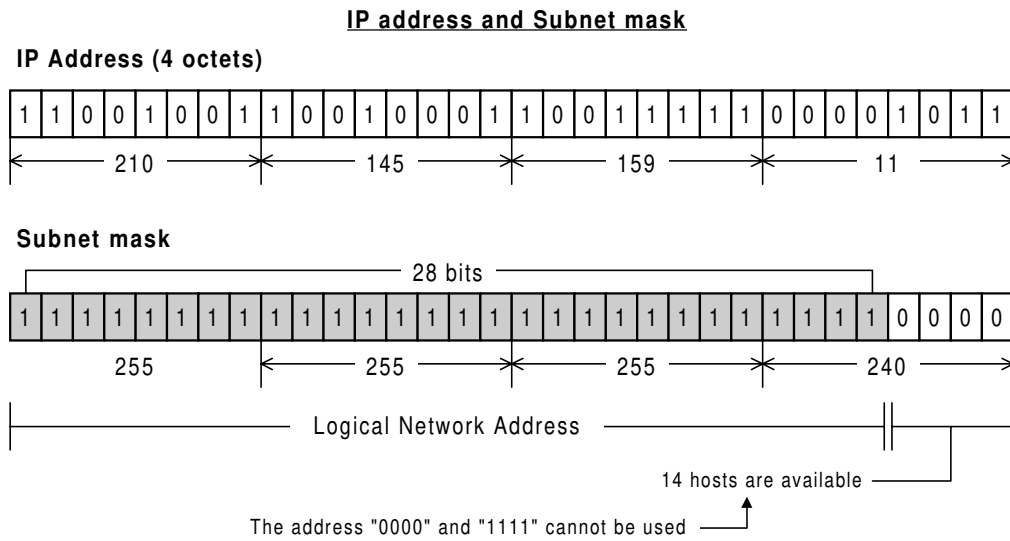 IP address and Subnet mask
IP Address (4 octets)
1 1 0 0 1 0 0 1 1 0 0 1 0 0 0 1 1 0 0 1 1 1 1 1 0 0 0 0 1 0 1 1
210 145 159 11
Subnet mask
28 bits
1 1 1 1 1 1 1 1 1 1 1 1 1 1 1 1 1 1 1 1 1 1 1 1 1 1 1 1 0 0 0 0
255 255 255 240
Logical Network Address
14 hosts are available
The address "0000" and "1111" cannot be used